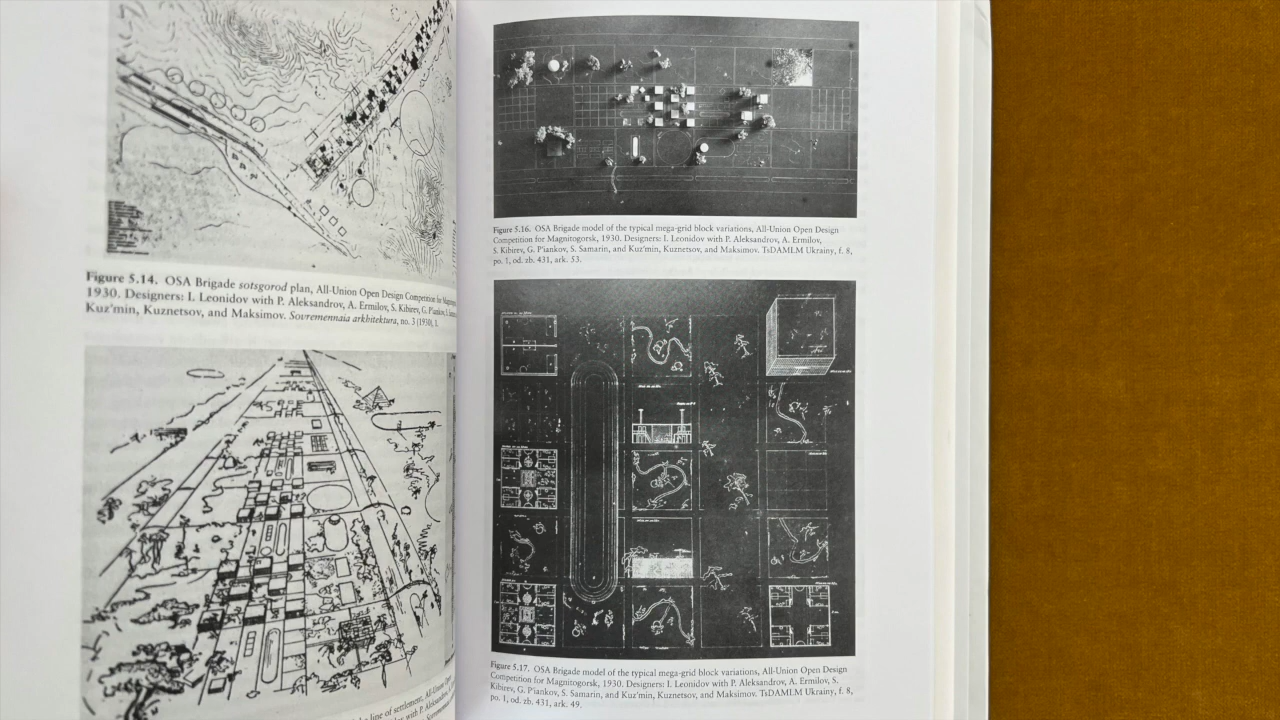 Figure 5.14. OSA Brigade sotsgorod plan, All-Union Open Design Competition for
1930. Designers: I. Leonidov with P. Aleksandrov, A. Ermilov, S. Kibirev, G. P'iankov,
Kuz'min, Kuznetsov, and Maksimov. Sovremennaia arkhitektura, no. 3 (1930),
line of settlement,
Figure 5.16. OSA Brigade model of the typical mega-grid block variations, All-Union Open Design
Competition for Magnitogorsk, 1930. Designers: I. Leonidov with P. Aleksandrov, A. Ermilov,
S. Kibirev, G. P'iankov, S. Samarin, and Kuz'min, Kuznetsov and Maksimov. TsDAMLM Ukrainy, f. 8,
po. 1, od. zb. 431, ark. 53.
Figure 5.17. OSA Brigade model of the typical mega-grid block variations, All-Union Open Design
Competition for Magnitogorsk, 1930. Designers: I. Leonidov with P. Aleksandrov, A. Ermilov, S.
Kibirev, G. P'iankov, S. Samarin, and Kuz'min, Kuznetsov, and Maksimov. TsDAMLM Ukrainy, f. 8,
po. 1, od. zb. 431, ark. 49.